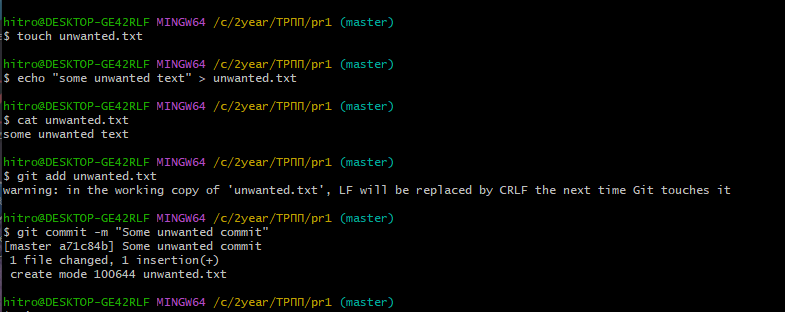 hitro@DESKTOP-GE42RLF MINGW64 /c/2year/ТРПП/pr1 (master)
$ touch unwanted.txt
hitro@DESKTOP-GE42RLF MINGW64 /c/2year/ТРПП/pr1 (master)
$ echo "some unwanted text" > unwanted.txt
hitro@DESKTOP-GE42RLF MINGW64 /c/2year/ТРПП/pr1 (master)
$ cat unwanted.txt
some unwanted text
hitro@DESKTOP-GE42RLF MINGW64 /c/2year/ТРПП/pr1 (master)
$ git add unwanted.txt
warning: in the working copy of 'unwanted.txt', LF will be replaced by CRLF the next time Git touches it
hitro@DESKTOP-GE42RLF MINGW64 /c/2year/ТРПП/pr1 (master)
$ git commit -m "Some unwanted commit"
[master a71c84b] Some unwanted commit
 1 file changed, 1 insertion(+)
 create mode 100644 unwanted.txt
hitro@DESKTOP-GE42RLF MINGW64 /c/2year/ТРПП/pr1 (master)